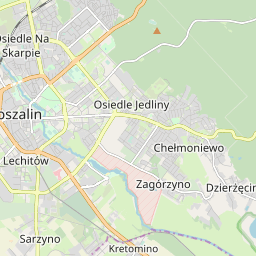 Osiedle Na
Skarpie
Osiedle Jedliny
oszalin
Chełmoniewo
Lechitów
Zagórzyno
Dzierżęcin
Sarzyno
Kretomino